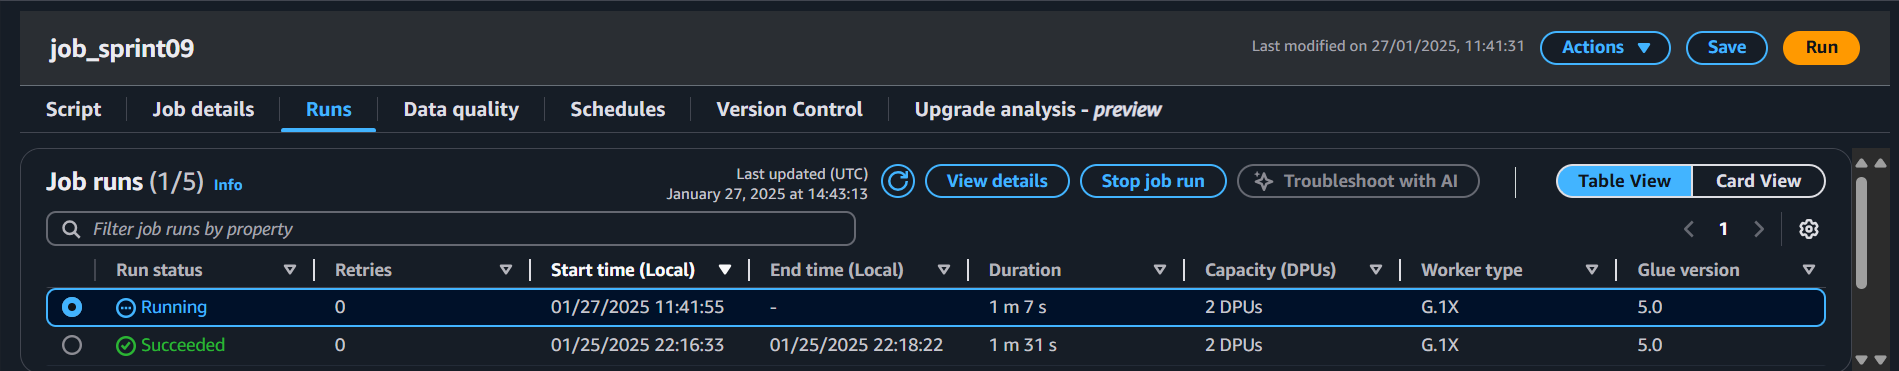 job_sprint09
Last modified on 27/01/2025, 11:41:31
Actions
Save
Run
Script
Job details
Runs
Data quality
Schedules
Version Control
Upgrade analysis - preview
Job runs (1/5) Info
Last updated (UTC)
January 27, 2025 at 14:43:13
View details
Stop job run
Troubleshoot with AI
Table View
Card View
Filter job runs by property
1
Run status Retries Start time (Local) End time (Local) Duration Capacity (DPUs) Worker type Glue version
Running 0 01/27/2025 11:41:55 - 1 m 7 s 2 DPUs G.1X 5.0
Succeeded 0 01/25/2025 22:16:33 01/25/2025 22:18:22 1 m 31 s 2 DPUs G.1X 5.0